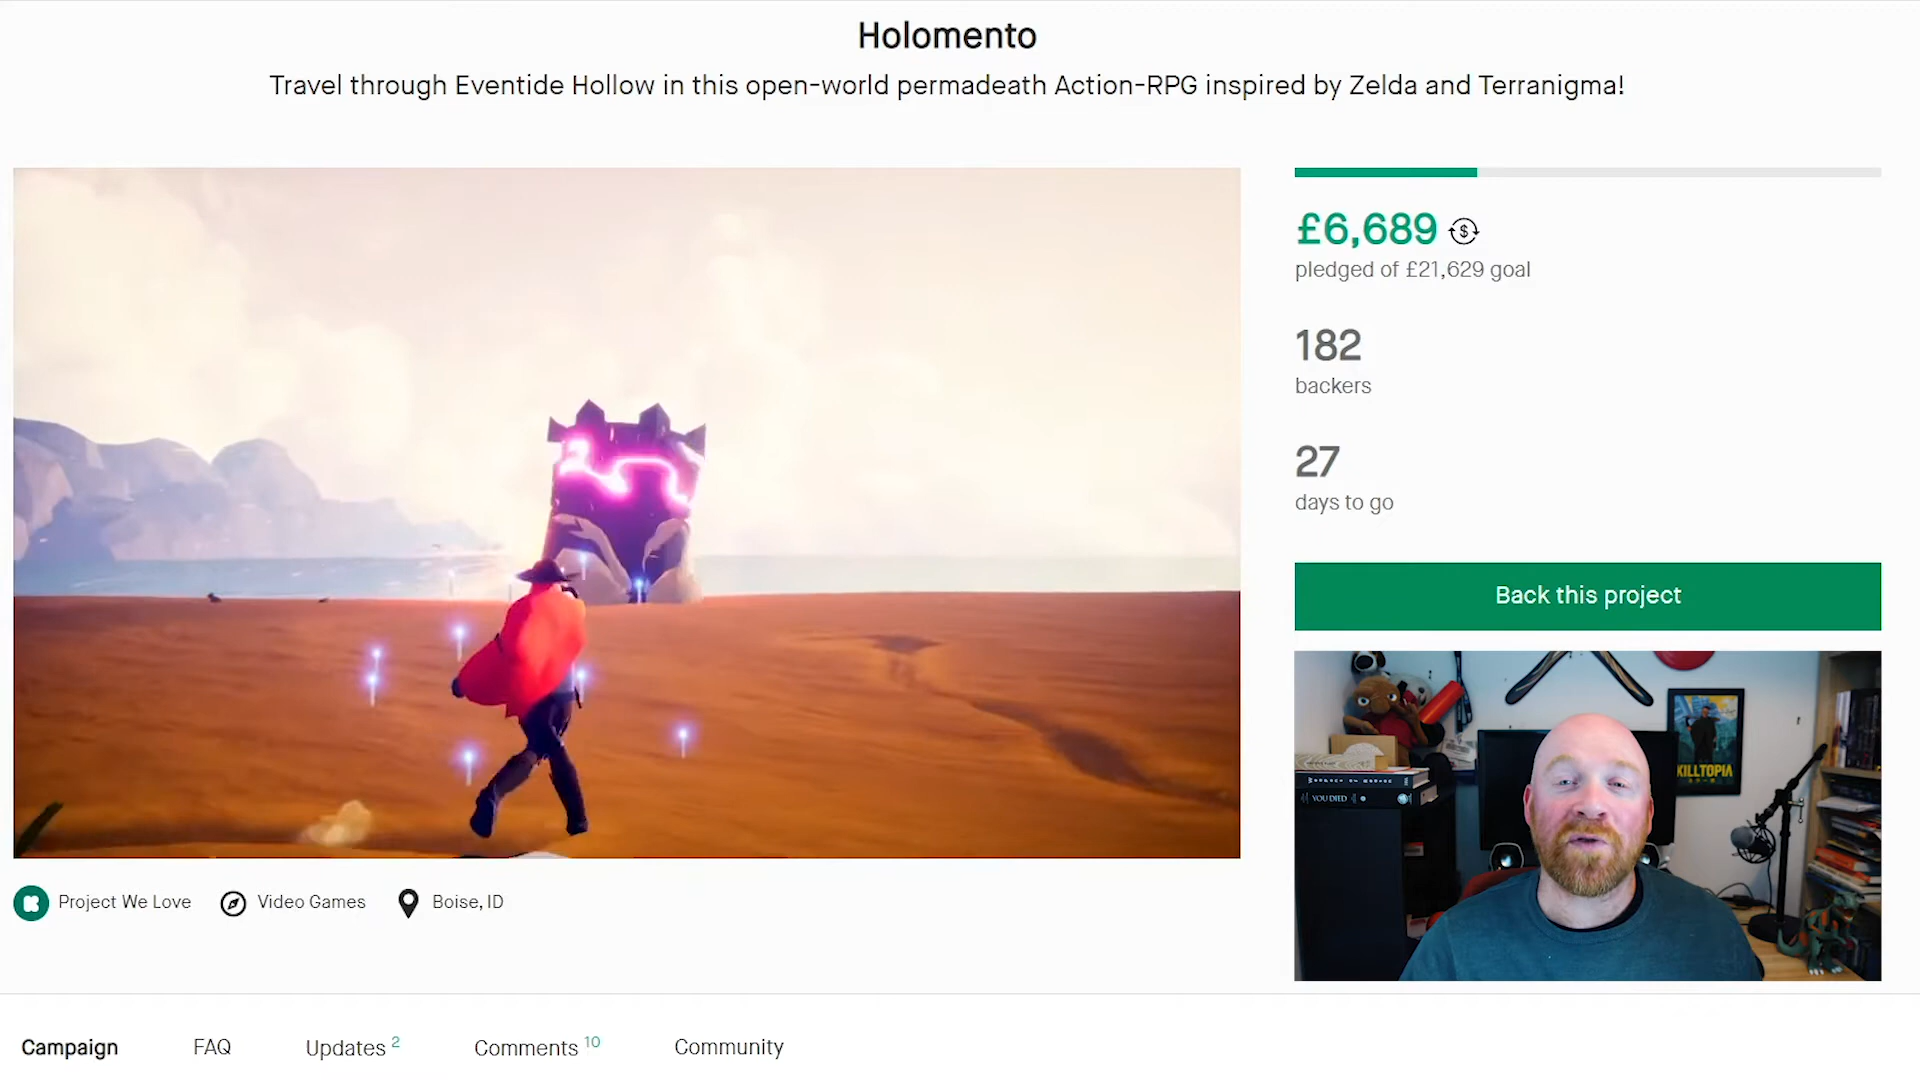 Holomento
Travel through Eventide Hollow in this open-world permadeath Action-RPG inspired by Zelda and Terranigma!
£6,689
pledged of £21,629 goal
182
backers
27
days to go
Back this project
KILLTOPIA
YOU DIED
Project We Love
Video Games
Boise, ID
Campaign
FAQ
Updates 2
Comments 10
Community